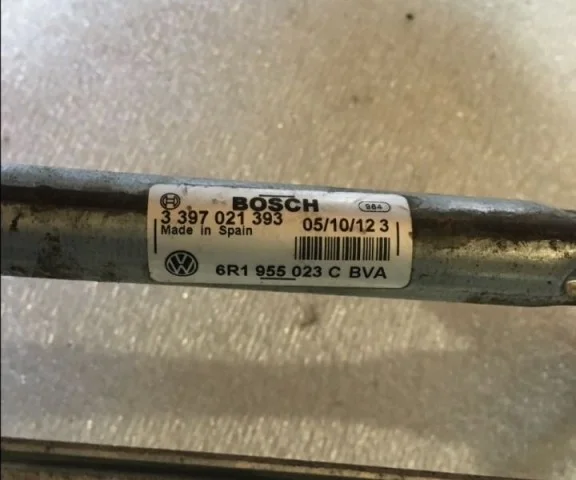 BOSCH 984
3 397 021 393 05/10/12 3
Made in Spain
6R1 955 023 C BVA